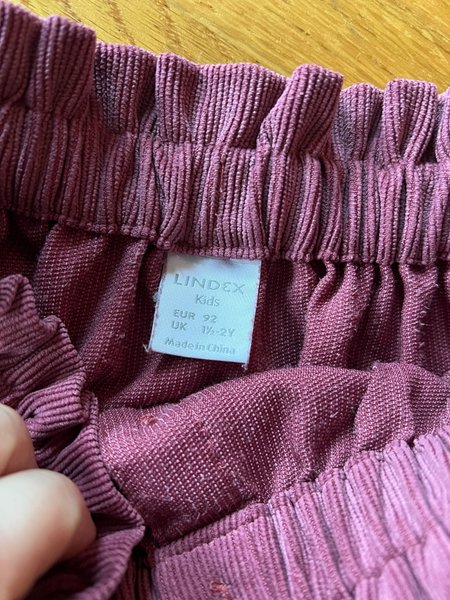 LINDEX
Kids
EUR 92
UK 1½-2Y
Made in China